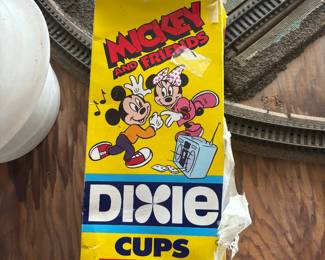 MICKEY
AND FRIENDS
DIXIE
CUPS